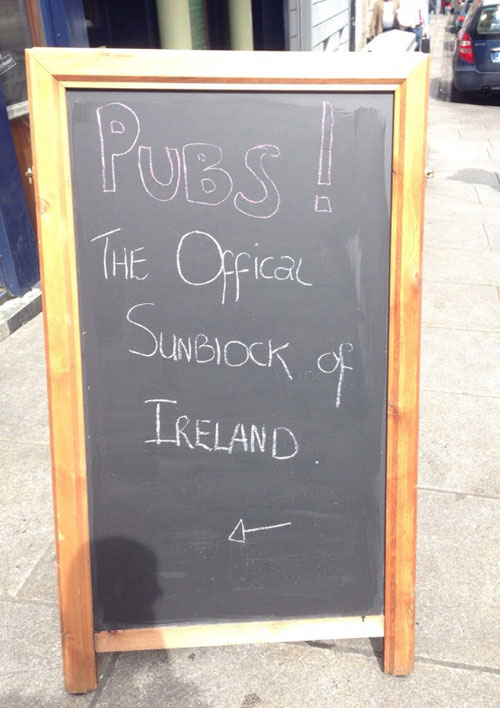 PUBS!
THE OFFicaL
SUNBlOCK of
IRELAND.